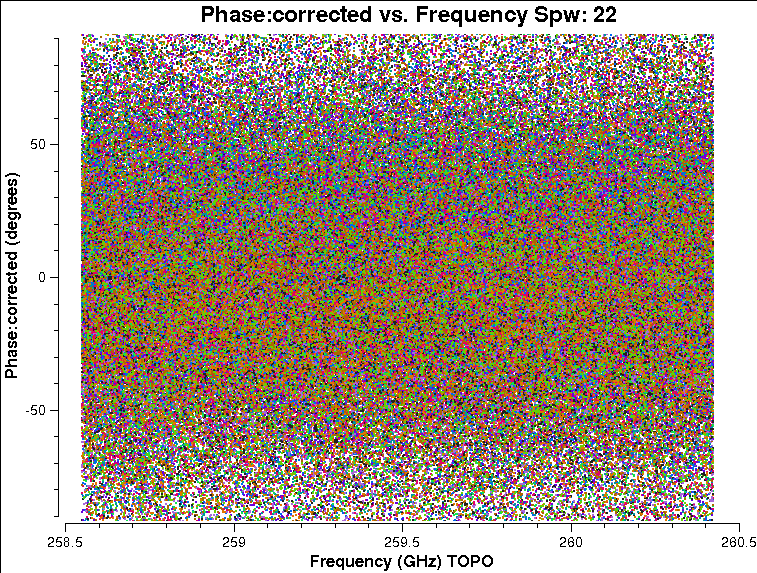 Phase:corrected vs. Frequency Spw: 22
Phase:corrected (degrees)
50
0
-50
258.5 259 259.5 260 260.5
Frequency (GHz) TOPO